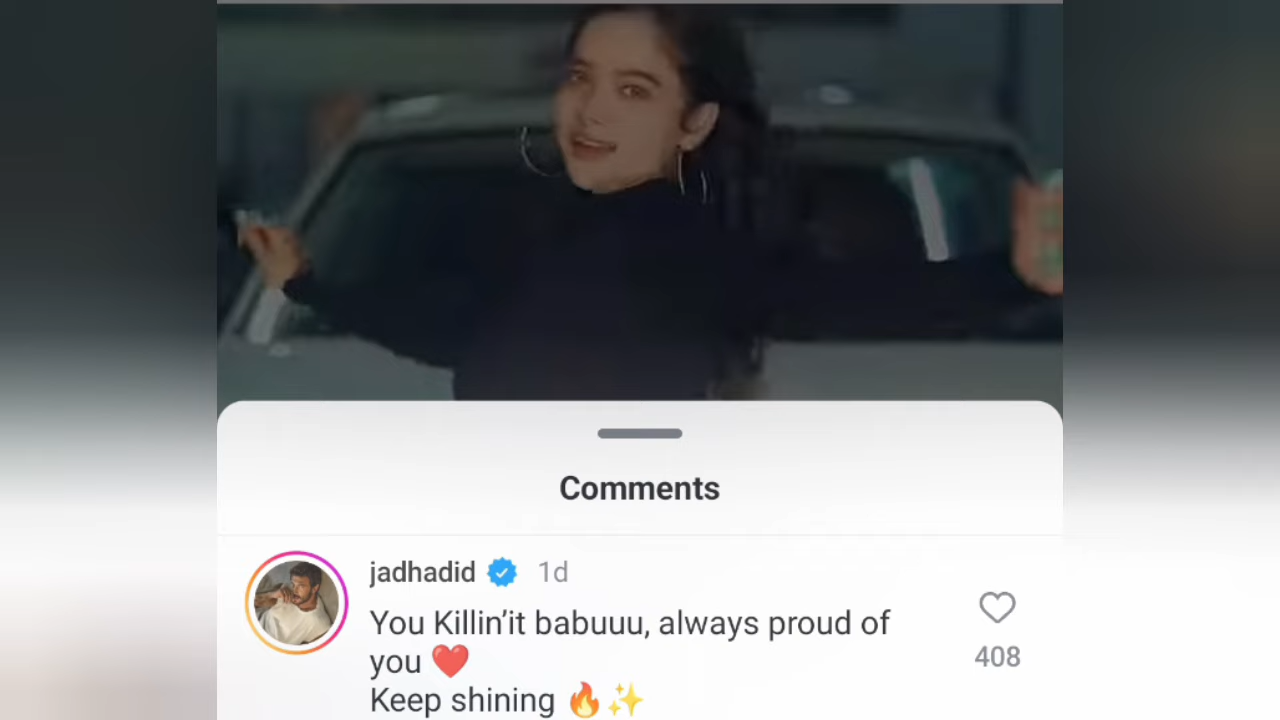 Comments
jadhadid 1d
You Killin’it babuuu, always proud of
you ❤️
408
Keep shining 🔥✨